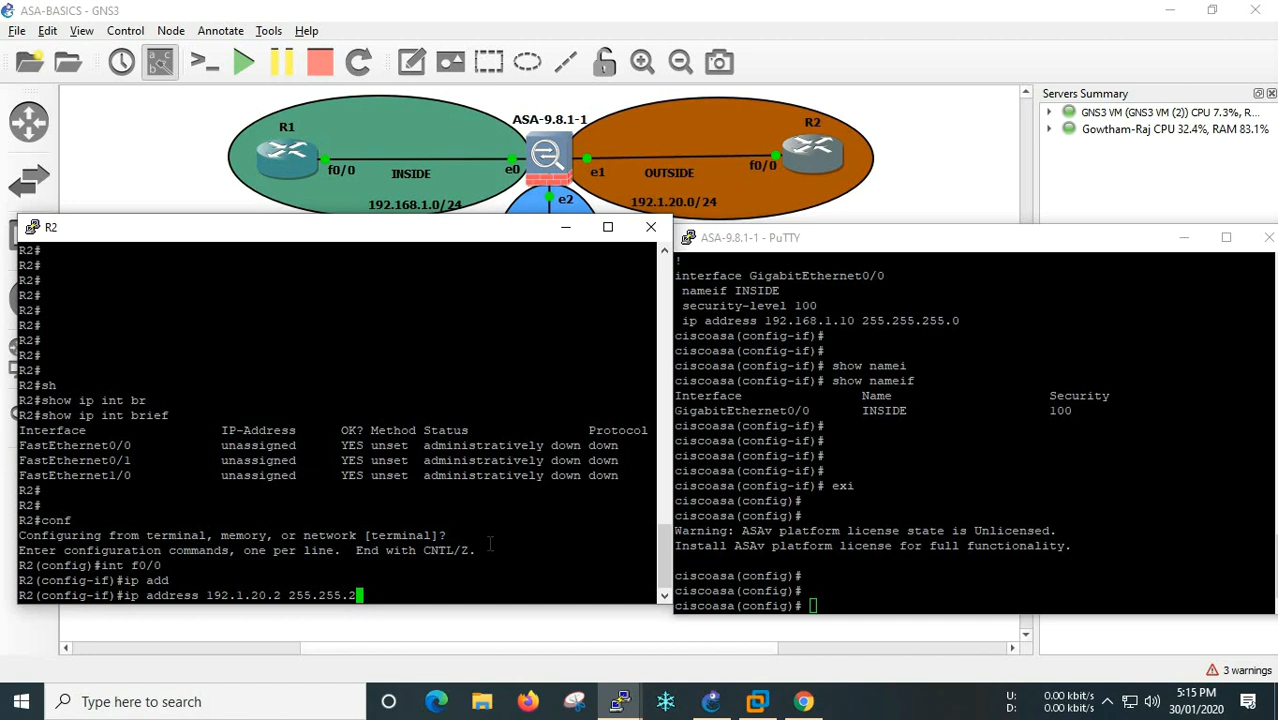 ASA-BASICS - GNS3
File Edit View Control Node Annotate Tools Help
Servers Summary
GNS3 VM (GNS3 VM (2)) CPU 7.3%, R...
Gowtham-Raj CPU 32.4%, RAM 83.1%
ASA-9.8.1-1
R1
R2
f0/0
INSIDE
e0
e1
OUTSIDE
f0/0
192.168.1.0/24
e2
192.1.20.0/24
R2
R2#
R2#
R2#
R2#
R2#
R2#
R2#
R2#
R2#
R2#sh
R2#show ip int br
R2#show ip int brief
Interface IP-Address OK? Method Status Protocol
FastEthernet0/0 unassigned YES unset administratively down down
FastEthernet0/1 unassigned YES unset administratively down down
FastEthernet1/0 unassigned YES unset administratively down down
R2#
R2#
R2#conf
Configuring from terminal, memory, or network [terminal]?
Enter configuration commands, one per line. End with CNTL/Z.
R2(config)#int f0/0
R2(config-if)#ip add
R2(config-if)#ip address 192.1.20.2 255.255.2
ASA-9.8.1-1 - PuTTY
!
interface GigabitEthernet0/0
nameif INSIDE
security-level 100
ip address 192.168.1.10 255.255.255.0
ciscoasa(config-if)#
ciscoasa(config-if)#
ciscoasa(config-if)# show namei
ciscoasa(config-if)# show nameif
Interface Name Security
GigabitEthernet0/0 INSIDE 100
ciscoasa(config-if)#
ciscoasa(config-if)#
ciscoasa(config-if)#
ciscoasa(config-if)#
ciscoasa(config-if)# exi
ciscoasa(config)#
ciscoasa(config)#
Warning: ASAv platform license state is Unlicensed.
Install ASAv platform license for full functionality.
ciscoasa(config)#
ciscoasa(config)#
ciscoasa(config)#
3 warnings
Type here to search
U: 0.00 kbit/s
D: 0.00 kbit/s
5:15 PM
30/01/2020